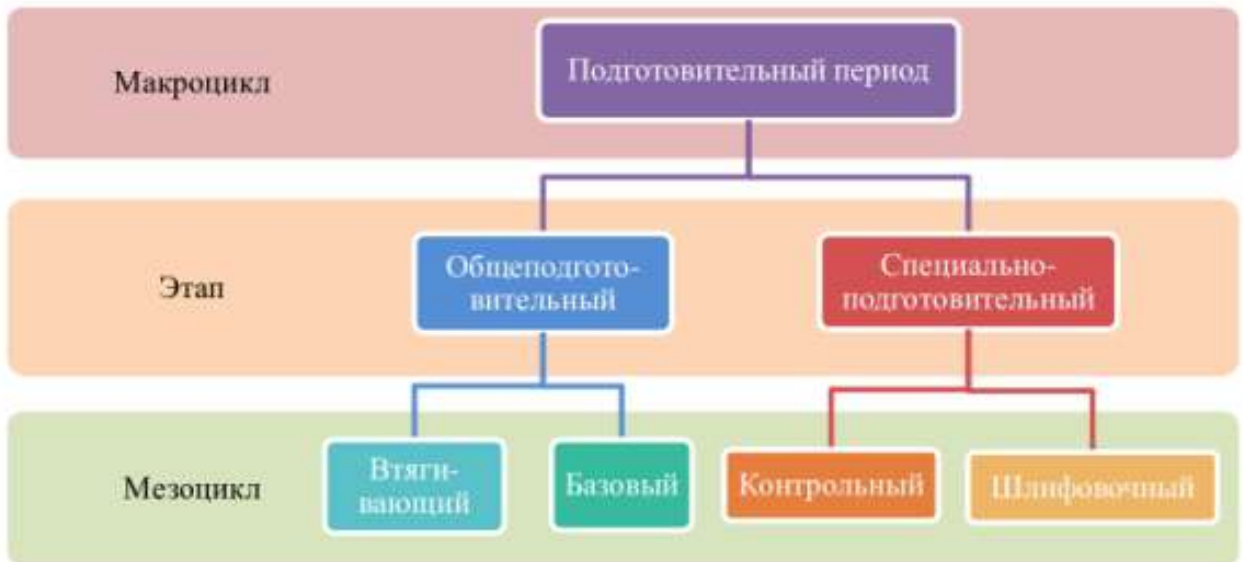 Макроцикл
Подготовительный период
Этап
Общеподгото-
вительный
Специально-
подготовительный
Мезоцикл
Втяги-
вающий
Базовый
Контрольный
Шлифовочный